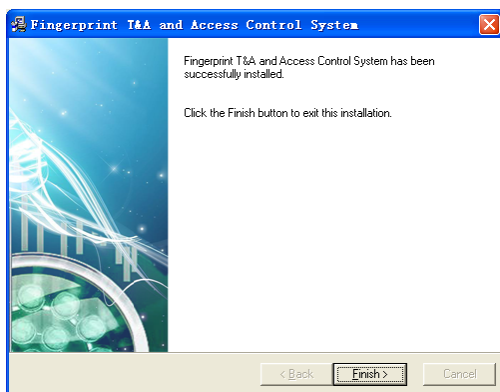 Fingerprint T&A and Access Control System
Fingerprint T&A and Access Control System has been
successfully installed.
Click the Finish button to exit this installation.
< Back
Finish >
Cancel